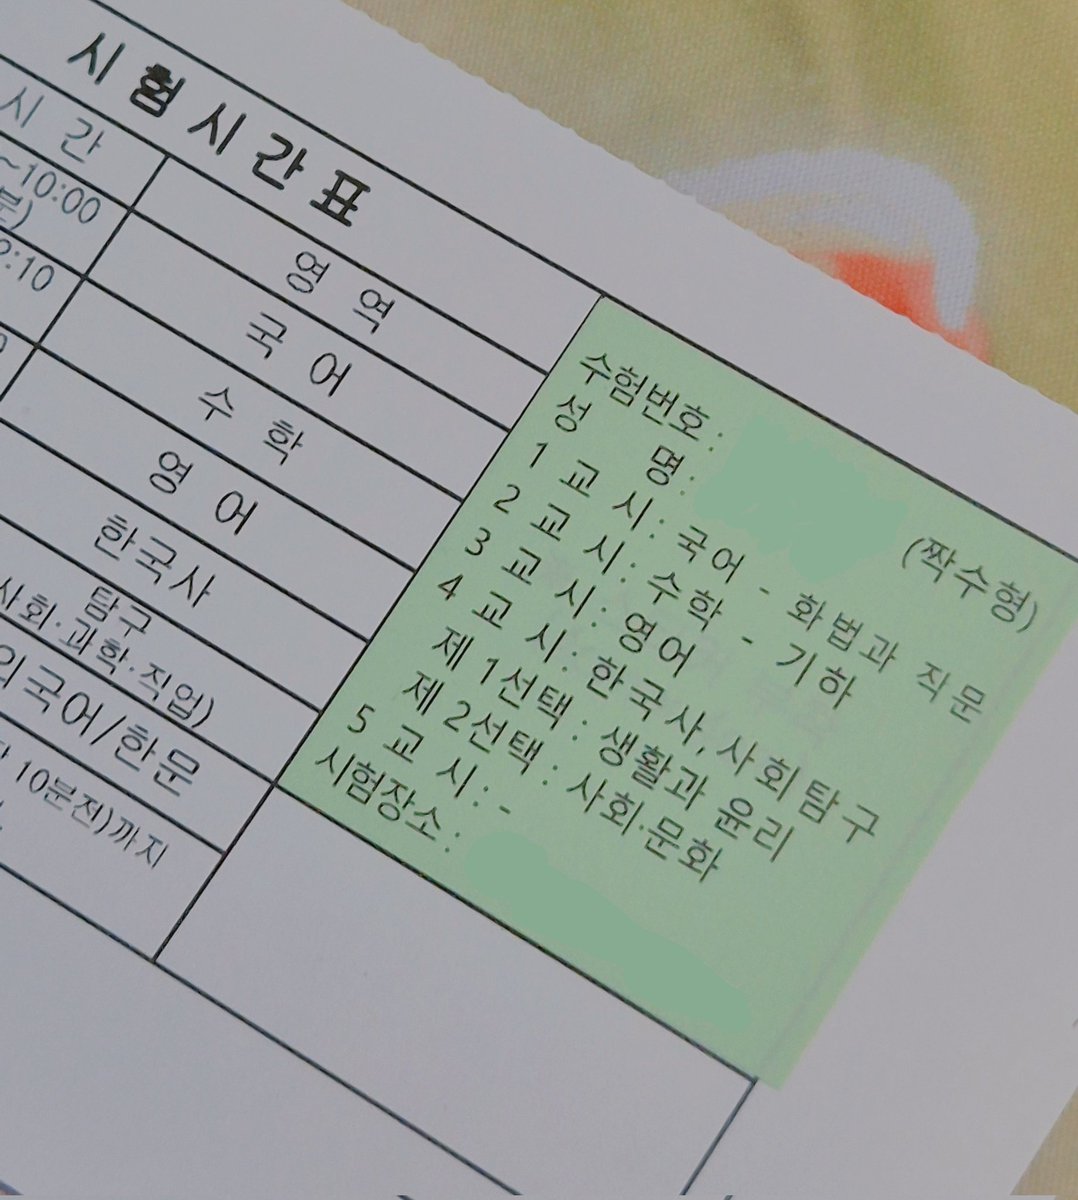 시험시간표
시 간
영 역
~10:00
분)
국 어
2:10
수 학
영 어
한국사
탐구
사회·과학·직업)
외국어/한문
10분전)까지
수험번호 :
성 명 :
(짝수형)
1 교 시 : 국어 - 화법과 작문
2 교 시 : 수학 - 기하
3 교 시 : 영어
4 교 시 : 한국사, 사회탐구
제 1선택 : 생활과 윤리
제 2선택 : 사회·문화
5 교 시 : -
시험장소 :